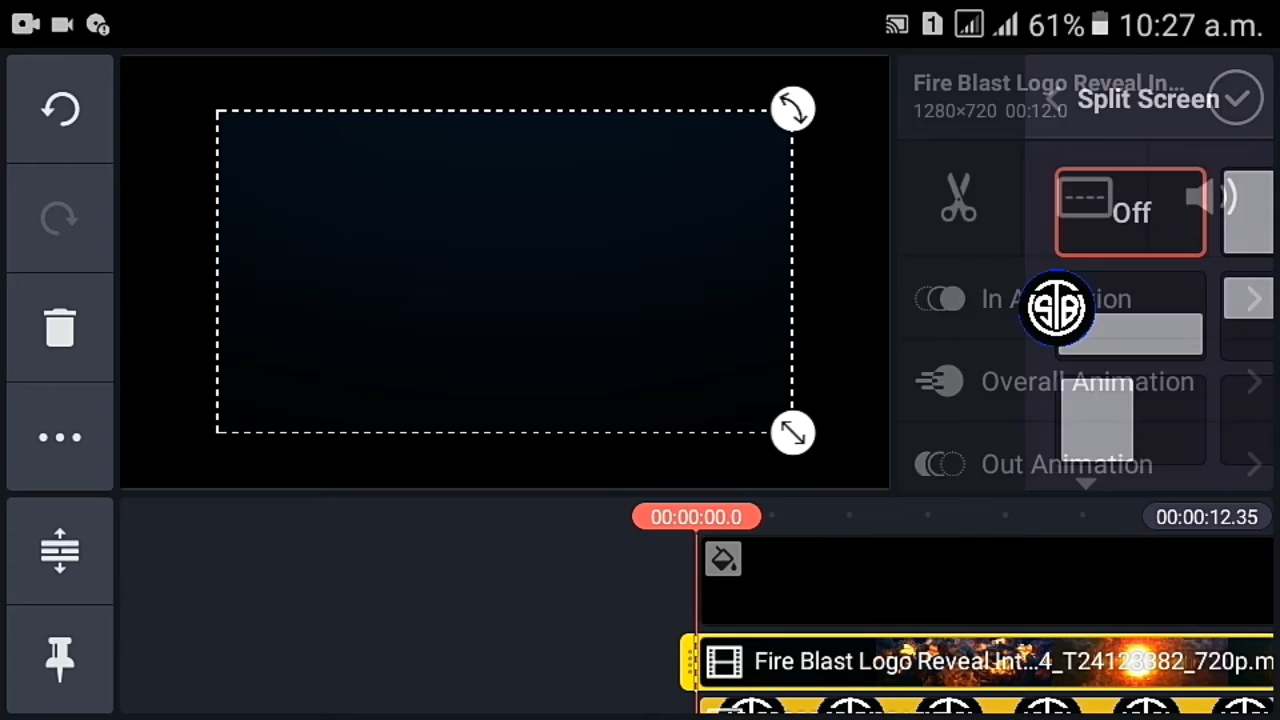 61% 10:27 a.m.
Fire Blast Logo Reveal In...
1280×720 00:12.0
Split Screen
Off
In A
ion
Overall Animation
Out Animation
00:00:00.0
00:00:12.35
Fire Blast Logo Reveal Int...4_T24123382_720p.m